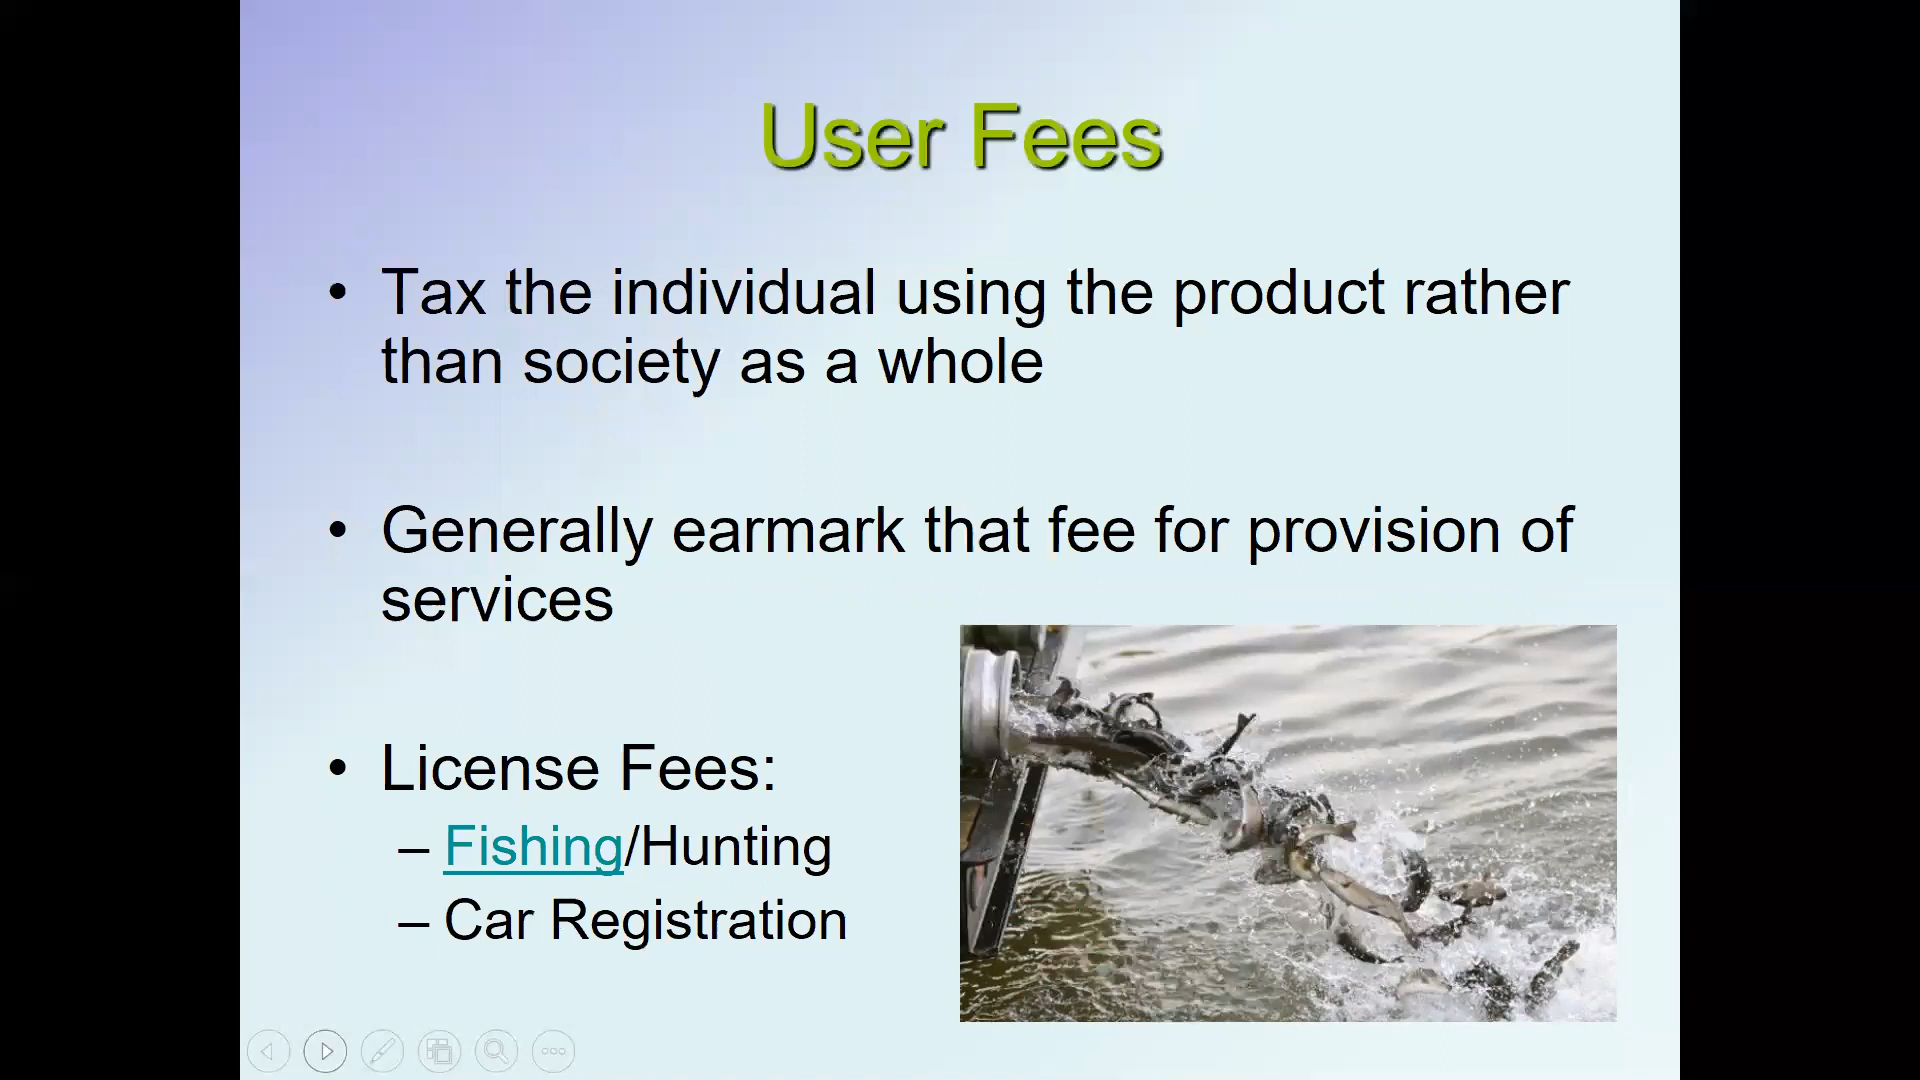 User Fees
• Tax the individual using the product rather
than society as a whole
• Generally earmark that fee for provision of
services
• License Fees:
– Fishing/Hunting
– Car Registration